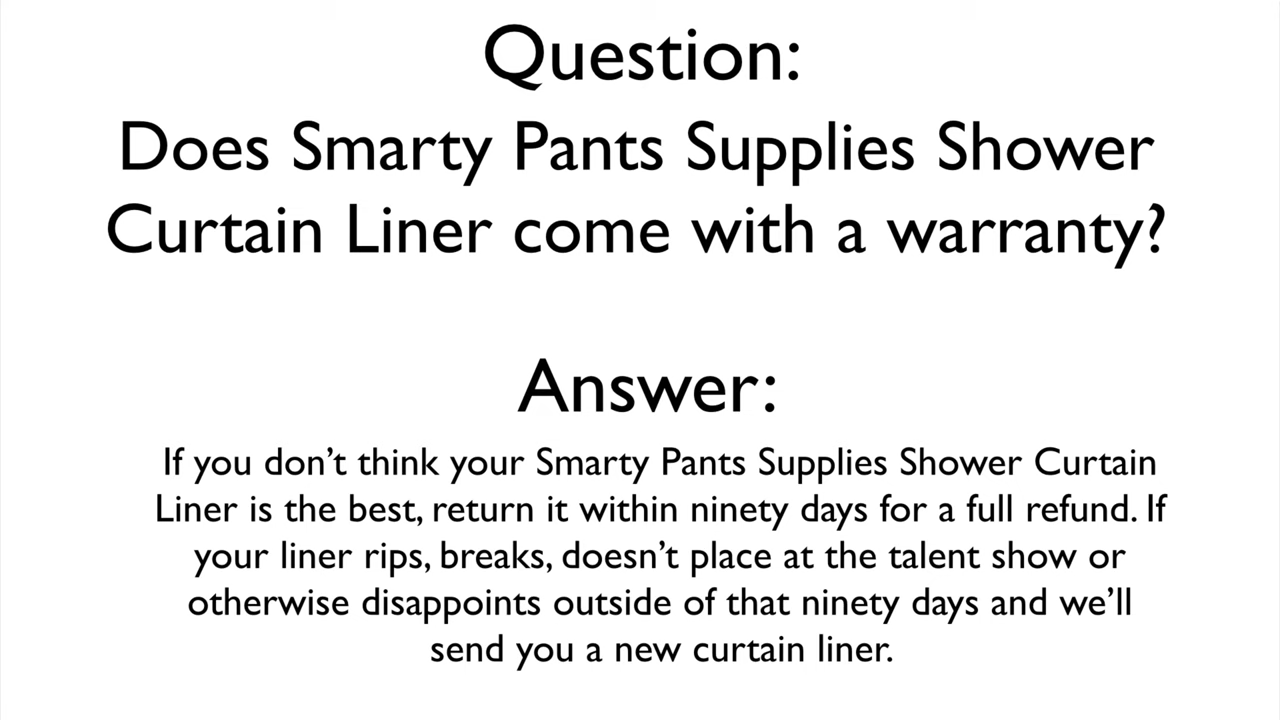 Question:
Does Smarty Pants Supplies Shower
Curtain Liner come with a warranty?
Answer:
If you don’t think your Smarty Pants Supplies Shower Curtain
Liner is the best, return it within ninety days for a full refund. If
your liner rips, breaks, doesn’t place at the talent show or
otherwise disappoints outside of that ninety days and we’ll
send you a new curtain liner.